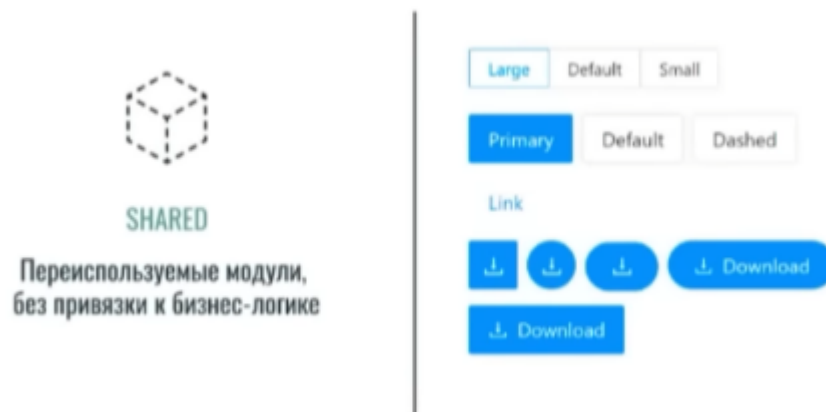 SHARED
Переиспользуемые модули,
без привязки к бизнес-логике
Large Default Small
Primary Default Dashed
Link
Download
Download